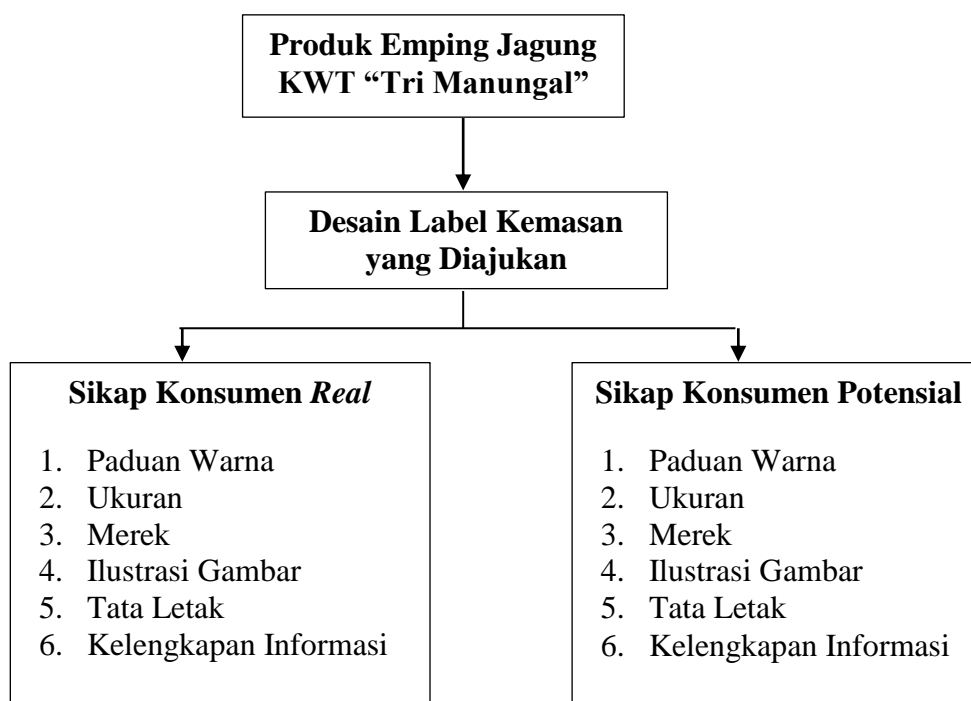 Produk Emping Jagung
KWT “Tri Manungal”
Desain Label Kemasan
yang Diajukan
Sikap Konsumen Real
1. Paduan Warna
2. Ukuran
3. Merek
4. Ilustrasi Gambar
5. Tata Letak
6. Kelengkapan Informasi
Sikap Konsumen Potensial
1. Paduan Warna
2. Ukuran
3. Merek
4. Ilustrasi Gambar
5. Tata Letak
6. Kelengkapan Informasi